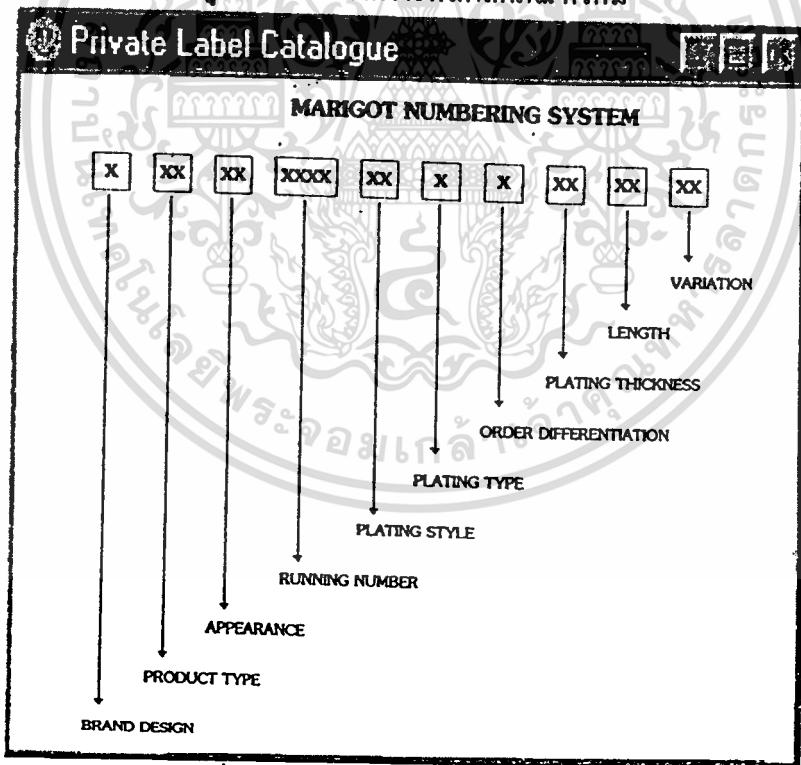 Private Label Catalogue
MARIGOT NUMBERING SYSTEM
X XX XX XXXX XX X X XX XX XX
VARIATION
LENGTH
PLATING THICKNESS
ORDER DIFFERENTIATION
PLATING TYPE
PLATING STYLE
RUNNING NUMBER
APPEARANCE
PRODUCT TYPE
BRAND DESIGN